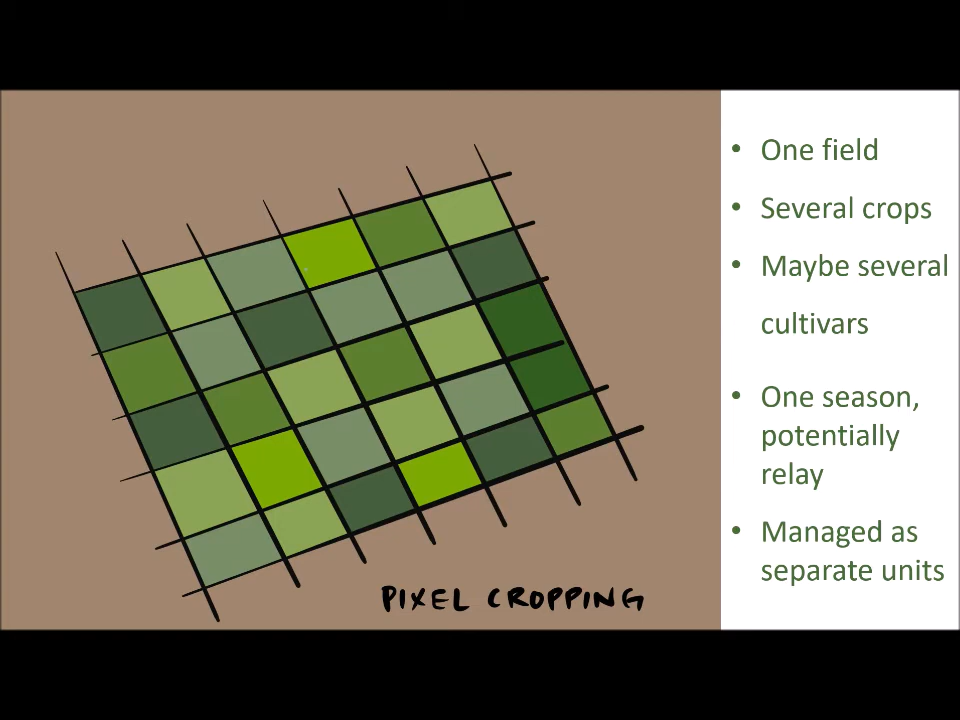 • One field
• Several crops
• Maybe several
cultivars
• One season,
potentially
relay
• Managed as
separate units
PIXEL CROPPING